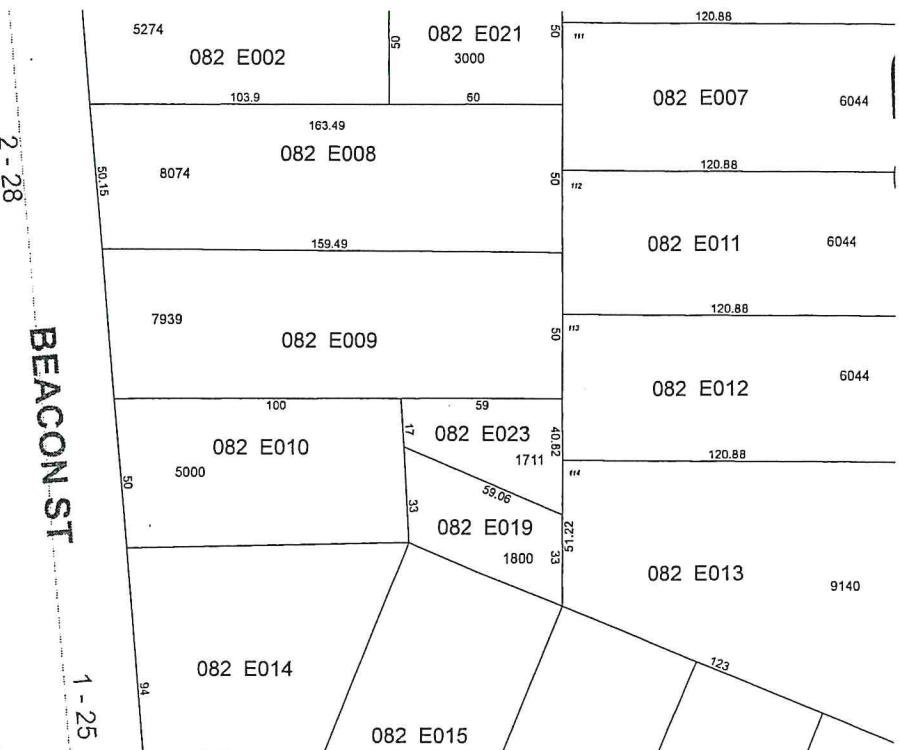 120.88
5274
082 E021
50
50
111
082 E002
3000
103.9
60
082 E007
6044
163.49
082 E008
2 - 28
50.15
8074
50
112
120.88
159.49
082 E011
6044
120.88
7939
082 E009
50
113
BEACON ST
082 E012
6044
100
59
17
082 E023
40.82
082 E010
1711
120.88
5000
50
114
59.06
33
082 E019
51.22
33
1800
082 E013
9140
082 E014
123
94
1 - 25
082 E015